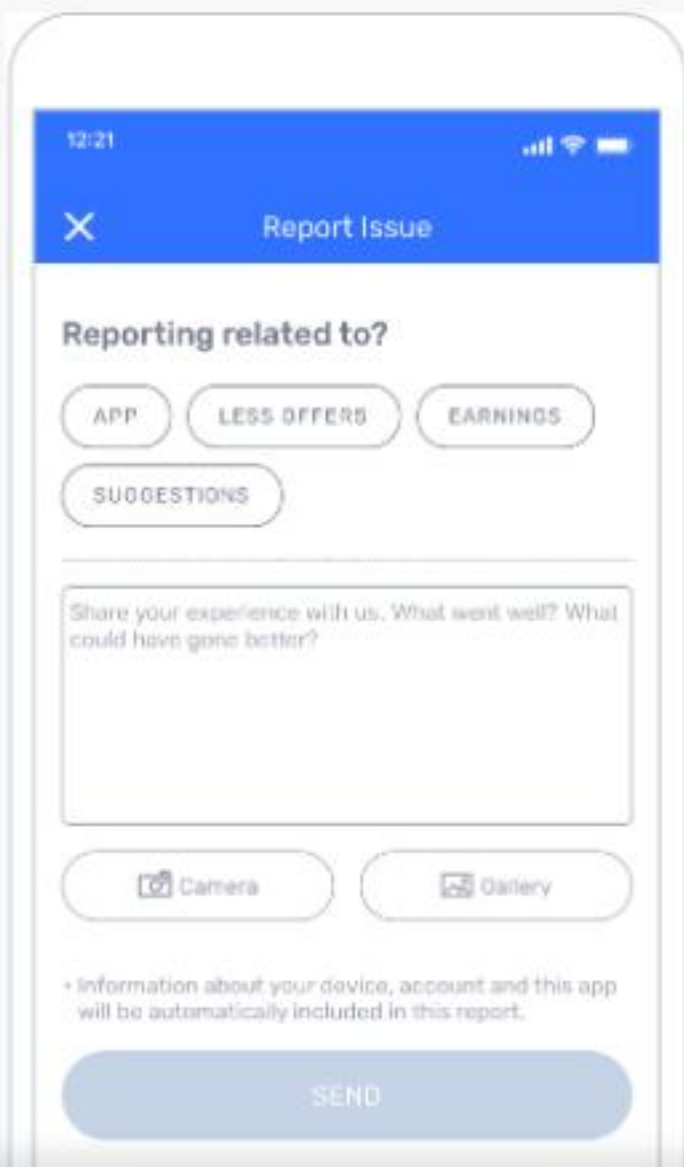 12:21
Report Issue
Reporting related to?
APP LESS OFFERS EARNINGS
SUGGESTIONS
Share your experience with us. What went well? What
could have gone better?
Camera Gallery
• Information about your device, account and this app
will be automatically included in this report.
SEND